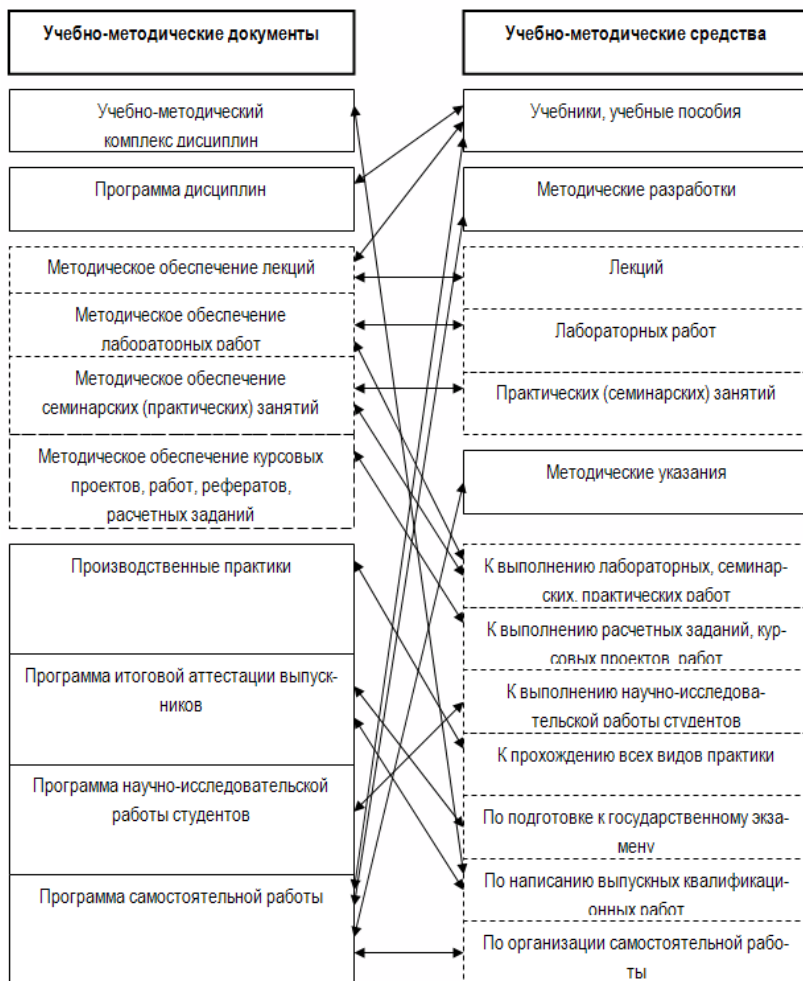 Учебно-методические документы
Учебно-методический
комплекс дисциплин
Программа дисциплин
Методическое обеспечение лекций
Методическое обеспечение
лабораторных работ
Методическое обеспечение
семинарских (практических) занятий
Методическое обеспечение курсовых
проектов, работ, рефератов,
расчетных заданий
Производственные практики
Программа итоговой аттестации выпуск-
ников
Программа научно-исследовательской
работы студентов
Программа самостоятельной работы
Учебно-методические средства
Учебники, учебные пособия
Методические разработки
Лекций
Лабораторных работ
Практических (семинарских) занятий
Методические указания
К выполнению лабораторных, семинар-
ских, практических работ
К выполнению расчетных заданий, кур-
совых проектов, работ
К выполнению научно-исследова-
тельской работы студентов
К прохождению всех видов практики
По подготовке к государственному экза-
мену
По написанию выпускных квалификаци-
онных работ
По организации самостоятельной рабо-
ты